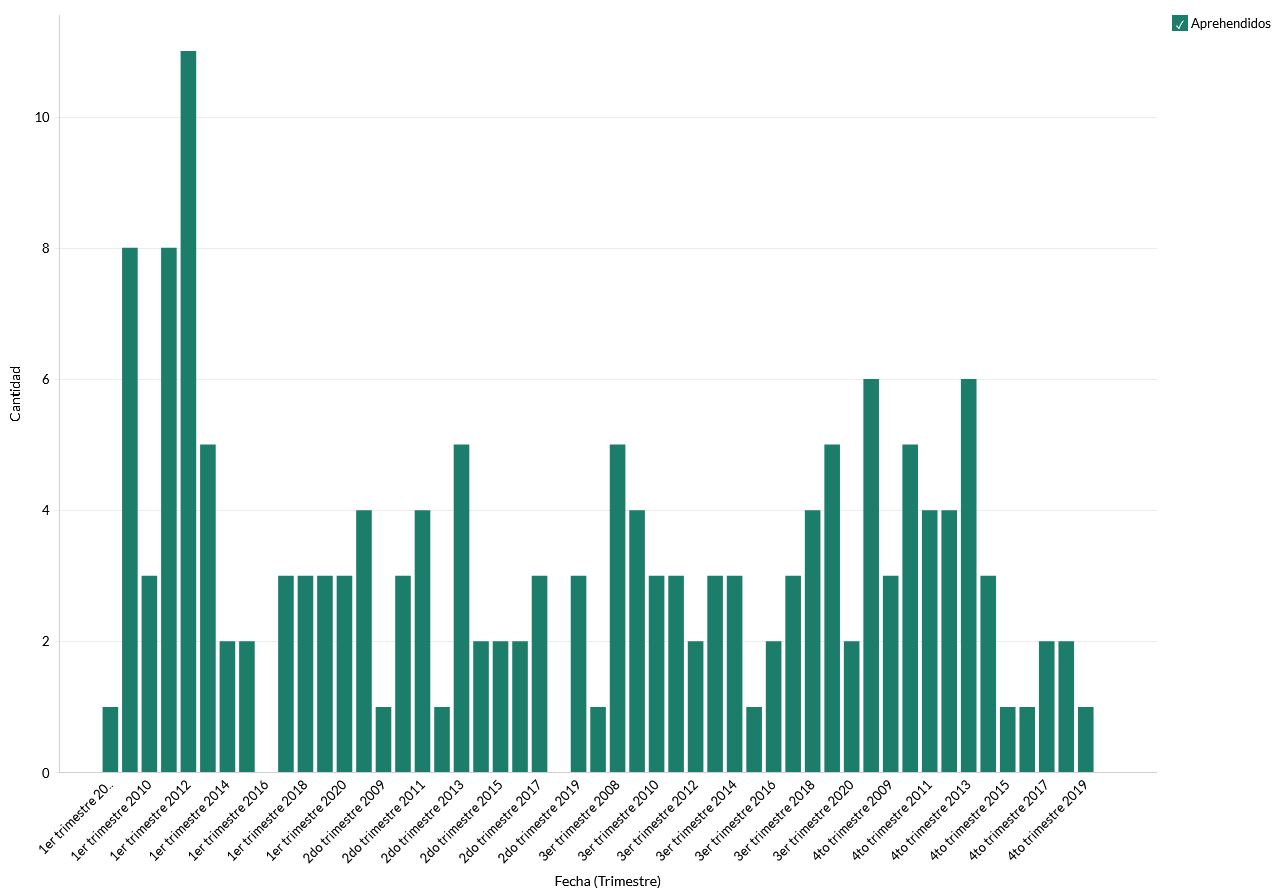 Aprehendidos
Cantidad
10
8
6
4
2
0
1er trimestre 20..
1er trimestre 2010
1er trimestre 2012
1er trimestre 2014
1er trimestre 2016
1er trimestre 2018
1er trimestre 2020
2do trimestre 2009
2do trimestre 2011
2do trimestre 2013
2do trimestre 2015
2do trimestre 2017
2do trimestre 2019
3er trimestre 2008
3er trimestre 2010
3er trimestre 2012
3er trimestre 2014
3er trimestre 2016
3er trimestre 2018
3er trimestre 2020
4to trimestre 2009
4to trimestre 2011
4to trimestre 2013
4to trimestre 2015
4to trimestre 2017
4to trimestre 2019
Fecha (Trimestre)